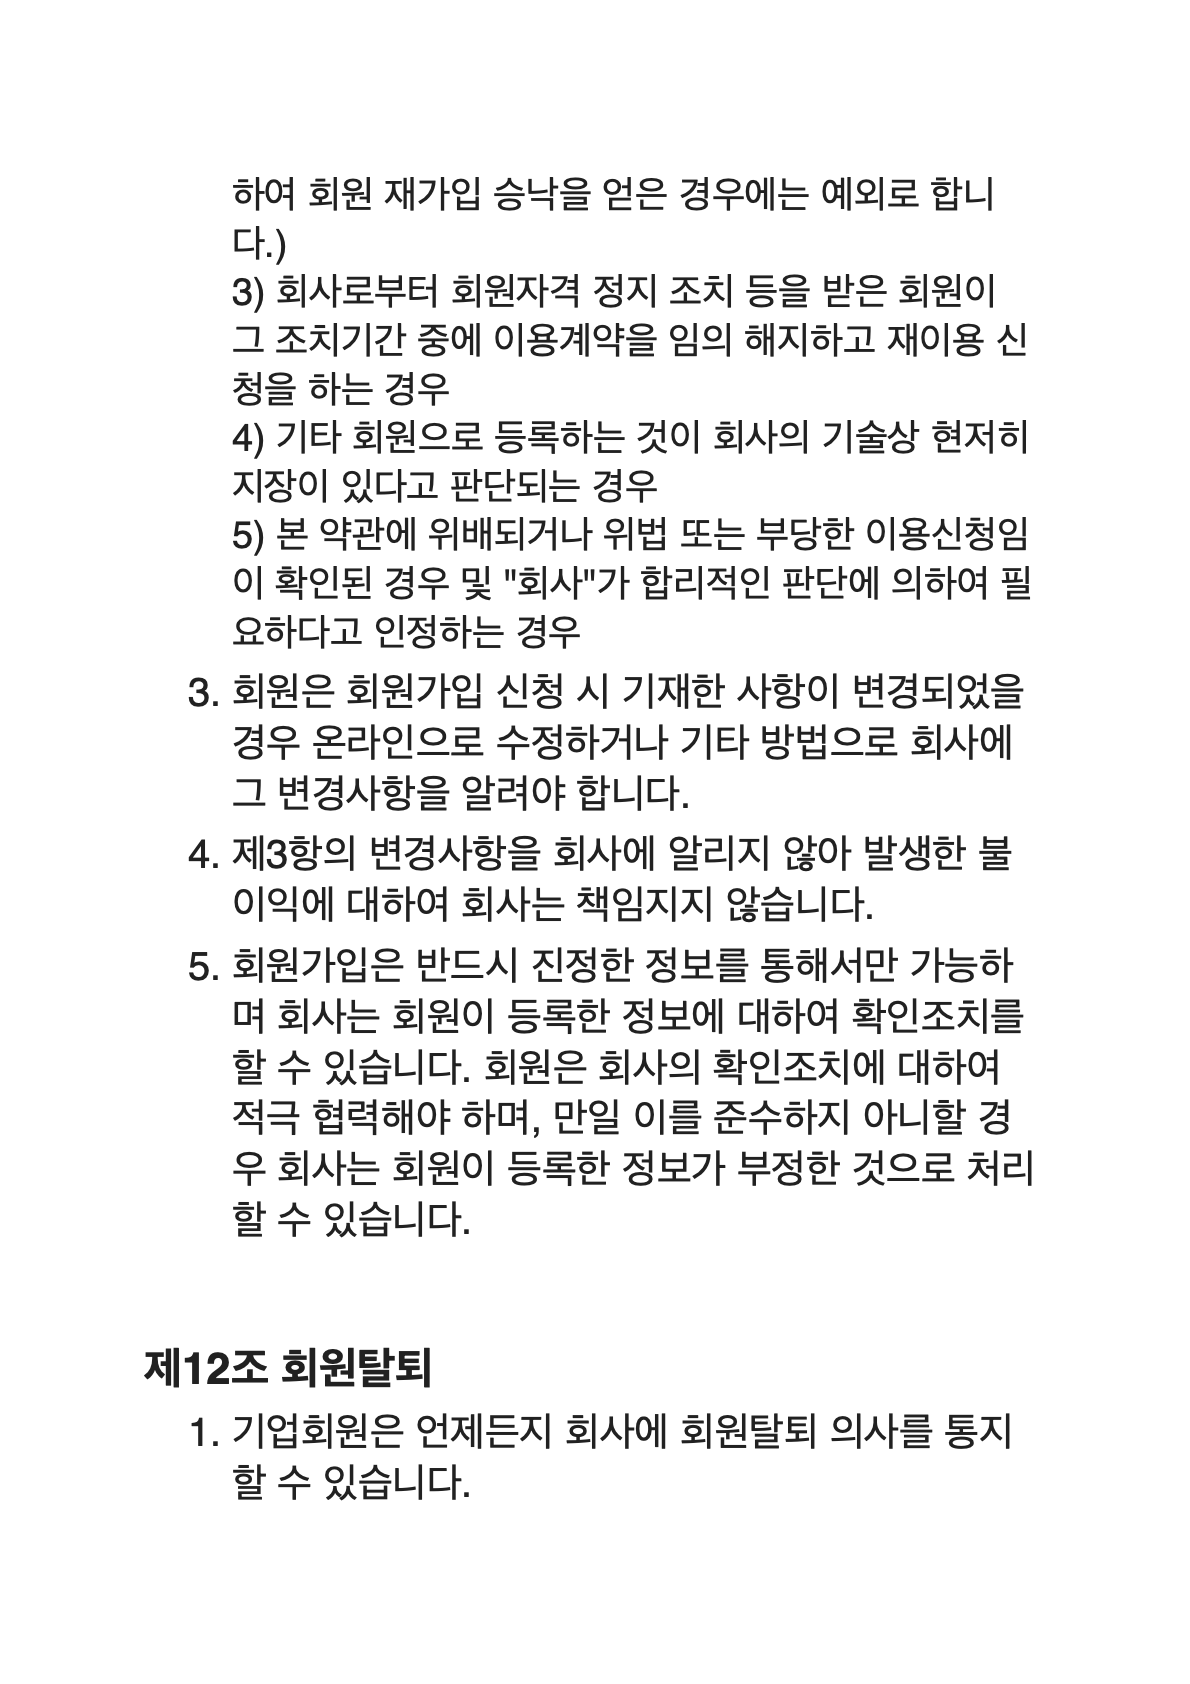 하여 회원 재가입 승낙을 얻은 경우에는 예외로 합니
다.)
3) 회사로부터 회원자격 정지 조치 등을 받은 회원이
그 조치기간 중에 이용계약을 임의 해지하고 재이용 신
청을 하는 경우
4) 기타 회원으로 등록하는 것이 회사의 기술상 현저히
지장이 있다고 판단되는 경우
5) 본 약관에 위배되거나 위법 또는 부당한 이용신청임
이 확인된 경우 및 "회사"가 합리적인 판단에 의하여 필
요하다고 인정하는 경우
3. 회원은 회원가입 신청 시 기재한 사항이 변경되었을
경우 온라인으로 수정하거나 기타 방법으로 회사에
그 변경사항을 알려야 합니다.
4. 제3항의 변경사항을 회사에 알리지 않아 발생한 불
이익에 대하여 회사는 책임지지 않습니다.
5. 회원가입은 반드시 진정한 정보를 통해서만 가능하
며 회사는 회원이 등록한 정보에 대하여 확인조치를
할 수 있습니다. 회원은 회사의 확인조치에 대하여
적극 협력해야 하며, 만일 이를 준수하지 아니할 경
우 회사는 회원이 등록한 정보가 부정한 것으로 처리
할 수 있습니다.
제12조 회원탈퇴
1. 기업회원은 언제든지 회사에 회원탈퇴 의사를 통지
할 수 있습니다.